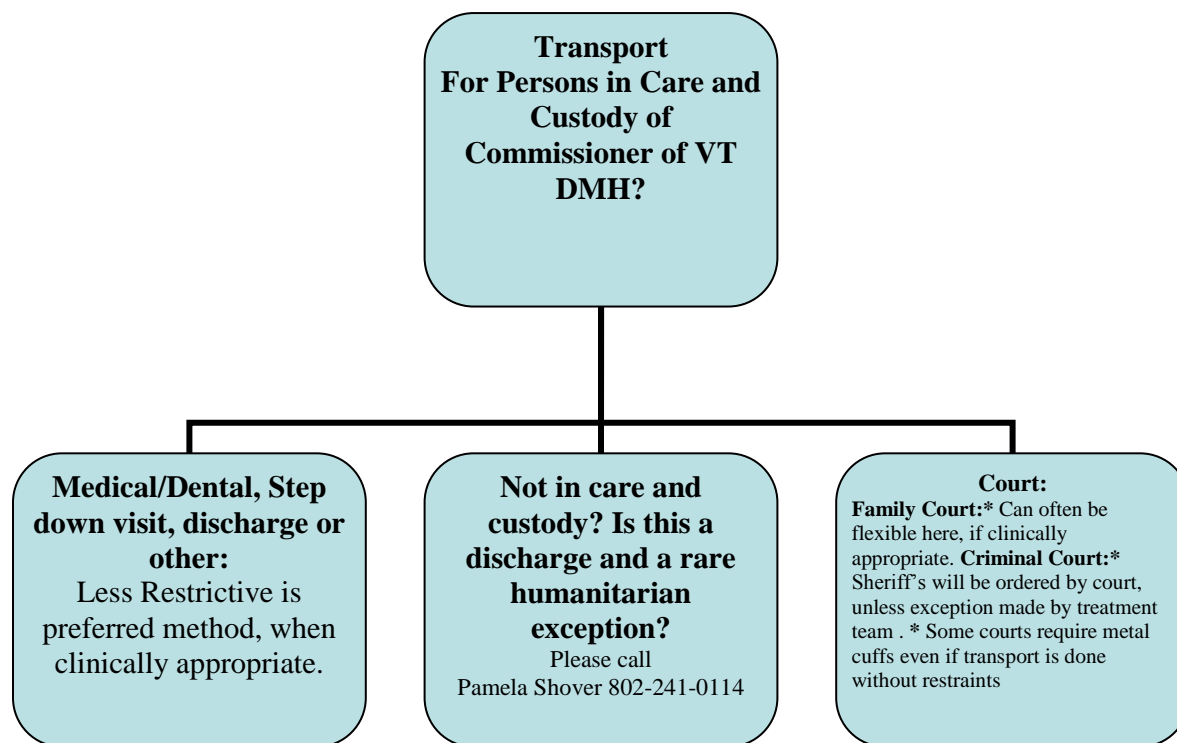 Transport
For Persons in Care and
Custody of
Commissioner of VT
DMH?
Medical/Dental, Step
down visit, discharge or
other:
Less Restrictive is
preferred method, when
clinically appropriate.
Not in care and
custody? Is this a
discharge and a rare
humanitarian
exception?
Please call
Pamela Shover 802-241-0114
Court:
Family Court:* Can often be
flexible here, if clinically
appropriate. Criminal Court:*
Sheriff's will be ordered by court,
unless exception made by treatment
team . * Some courts require metal
cuffs even if transport is done
without restraints